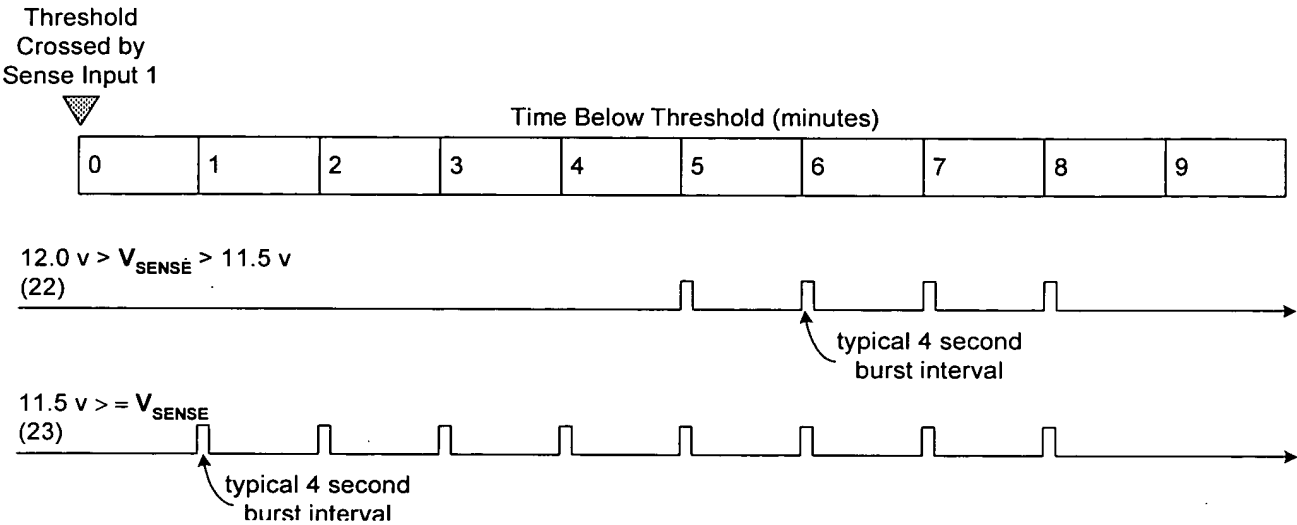 Threshold
Crossed by
Sense Input 1
Time Below Threshold (minutes)
0 1 2 3 4 5 6 7 8 9
12.0 v > VSENSE > 11.5 v
(22)
typical 4 second
burst interval
11.5 v > = VSENSE
(23)
typical 4 second
burst interval